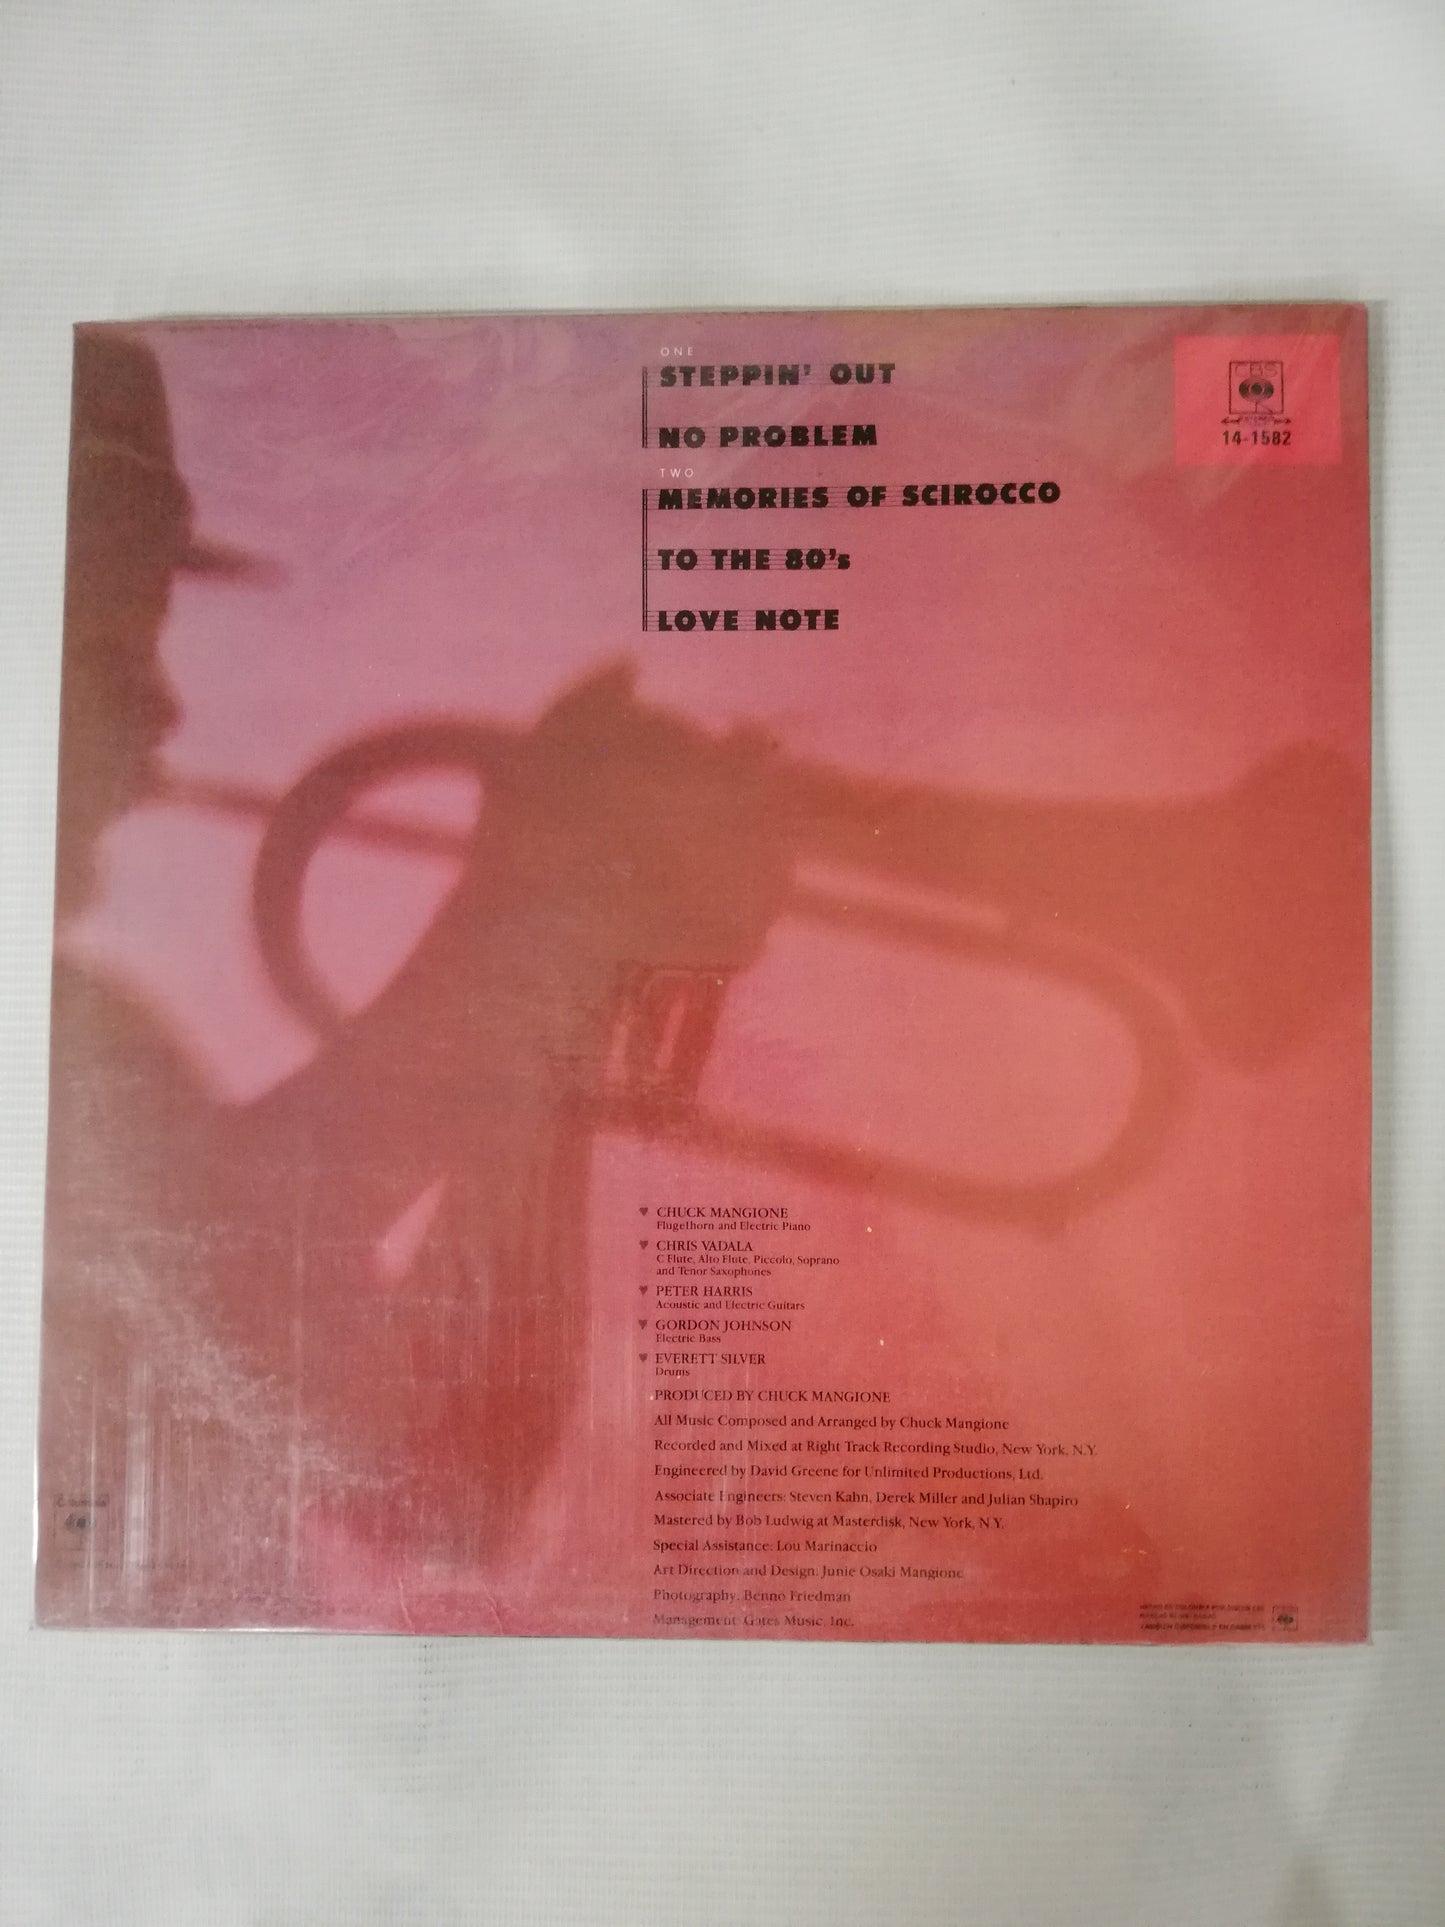 ONE
STEPPIN' OUT
NO PROBLEM
TWO
MEMORIES OF SCIROCCO
TO THE 80's
LOVE NOTE
CBS
14-1582
CHUCK MANGIONE
Flugelhorn and Electric Piano
CHRIS VADALA
C Flute, Alto Flute, Piccolo, Soprano
and Tenor Saxophones
PETER HARRIS
Acoustic and Electric Guitars
GORDON JOHNSON
Electric Bass
EVERETT SILVER
Drums
PRODUCED BY CHUCK MANGIONE
All Music Composed and Arranged by Chuck Mangione
Recorded and Mixed at Right Track Recording Studio, New York, N.Y.
Engineered by David Greene for Unlimited Productions, Ltd.
Associate Engineers: Steven Kahn, Derek Miller and Julian Shapiro
Mastered by Bob Ludwig at Masterdisk, New York, N.Y.
Special Assistance: Lou Marinaccio
Art Direction and Design: Junie Osaki Mangione
Photography: Benno Friedman
Management: Gates Music, Inc.